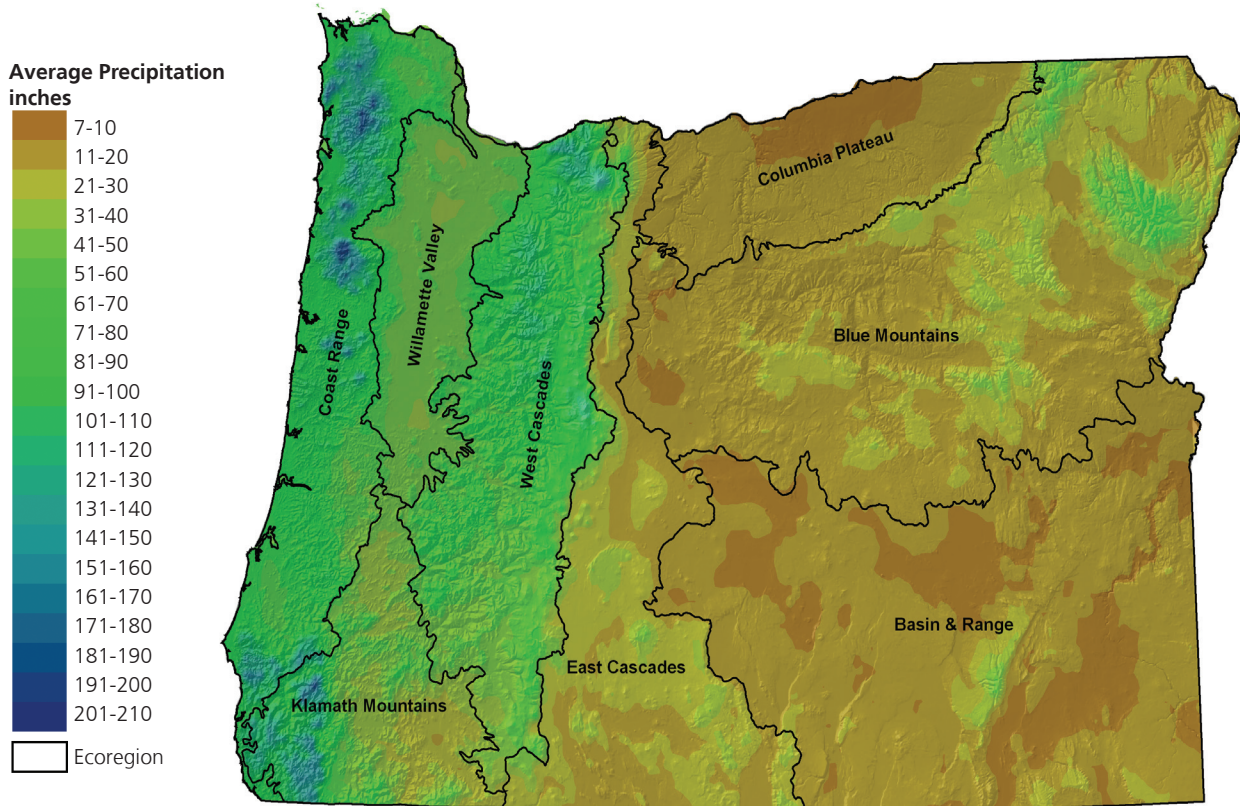 Average Precipitation
inches
7-10
11-20
21-30
31-40
41-50
51-60
61-70
71-80
81-90
91-100
101-110
111-120
121-130
131-140
141-150
151-160
161-170
171-180
181-190
191-200
201-210
Ecoregion
Columbia Plateau
Willamette Valley
Coast Range
West Cascades
Blue Mountains
Basin & Range
East Cascades
Klamath Mountains